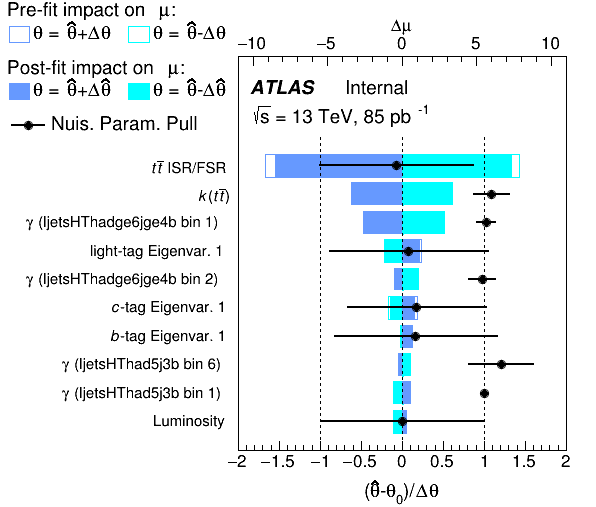 Pre-fit impact on μ:
θ = θ̂+Δθ θ = θ̂-Δθ
Post-fit impact on μ:
θ = θ̂+Δθ̂ θ = θ̂-Δθ̂
Nuis. Param. Pull
Δμ
−10 −5 0 5 10
ATLAS Internal
√s = 13 TeV, 85 pb⁻¹
tt̄ ISR/FSR
k(tt̄)
γ (ljetsHThadge6jge4b bin 1)
light-tag Eigenvar. 1
γ (ljetsHThadge6jge4b bin 2)
c-tag Eigenvar. 1
b-tag Eigenvar. 1
γ (ljetsHThad5j3b bin 6)
γ (ljetsHThad5j3b bin 1)
Luminosity
−2 −1.5 −1 −0.5 0 0.5 1 1.5 2
(θ̂-θ₀)/Δθ